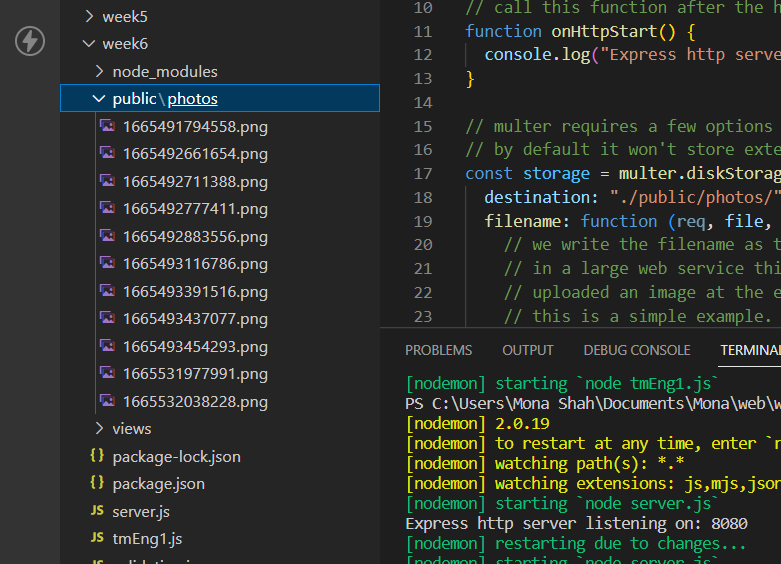 week5
week6
node_modules
public\photos
1665491794558.png
1665492661654.png
1665492711388.png
1665492777411.png
1665492883556.png
1665493116786.png
1665493391516.png
1665493437077.png
1665493454293.png
1665531977991.png
1665532038228.png
views
package-lock.json
package.json
server.js
tmEng1.js
10 // call this function after the h
11 function onHttpStart() {
12 console.log("Express http serve
13 }
14
15 // multer requires a few options
16 // by default it won't store exte
17 const storage = multer.diskStorag
18 destination: "./public/photos/"
19 filename: function (req, file,
20 // we write the filename as t
21 // in a large web service thi
22 // uploaded an image at the e
23 // this is a simple example.
PROBLEMS OUTPUT DEBUG CONSOLE TERMINAL
[nodemon] starting `node tmEng1.js`
PS C:\Users\Mona Shah\Documents\Mona\web\w
[nodemon] 2.0.19
[nodemon] to restart at any time, enter `r
[nodemon] watching path(s): *.*
[nodemon] watching extensions: js,mjs,json
[nodemon] starting `node server.js`
Express http server listening on: 8080
[nodemon] restarting due to changes...
[nodemon] starting `node server.js`